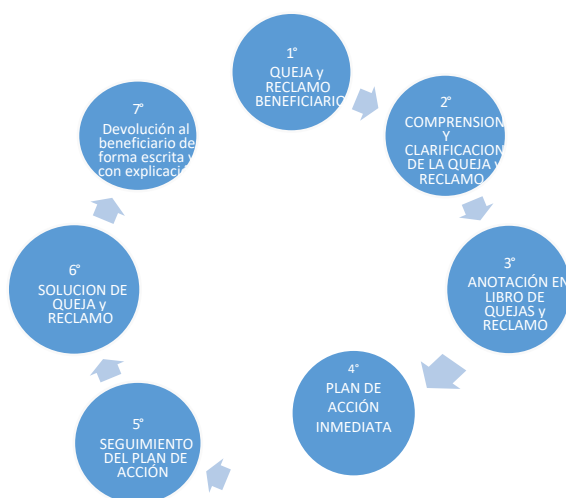 1°
QUEJA y
RECLAMO
BENEFICIARIO
2°
COMPRENSION
Y
CLARIFICACION
DE LA QUEJA y
RECLAMO
3°
ANOTACIÓN EN
LIBRO DE
QUEJAS y
RECLAMO
4°
PLAN DE
ACCIÓN
INMEDIATA
5°
SEGUIMIENTO
DEL PLAN DE
ACCIÓN
6°
SOLUCION DE
QUEJA y
RECLAMO
7°
Devolución al
beneficiario de
forma escrita y
con explicación